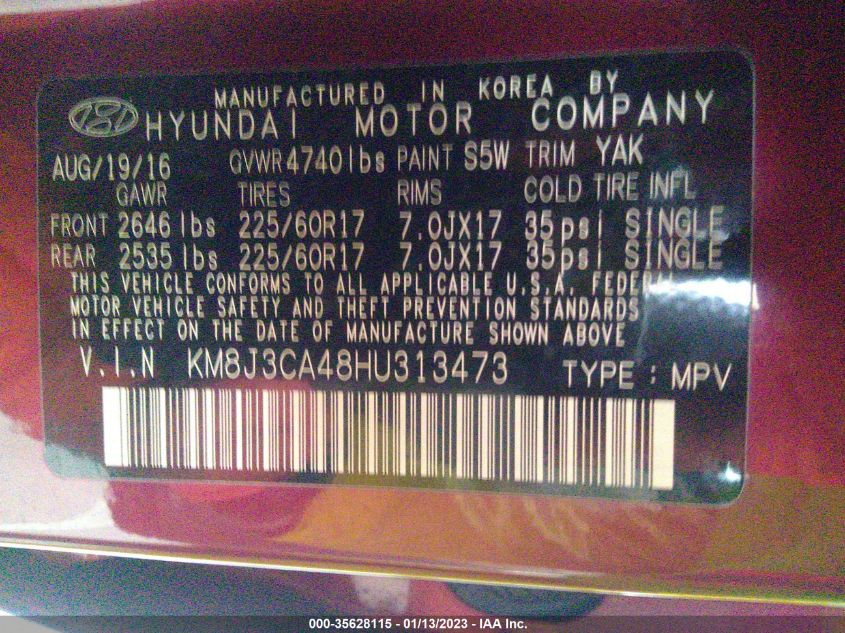 MANUFACTURED IN KOREA BY
HYUNDAI MOTOR COMPANY
AUG/19/16 GVWR 4740 lbs PAINT S5W TRIM YAK
GAWR TIRES RIMS COLD TIRE INFL
FRONT 2646 lbs 225/60R17 7.0JX17 35psi SINGLE
REAR 2535 lbs 225/60R17 7.0JX17 35psi SINGLE
THIS VEHICLE CONFORMS TO ALL APPLICABLE U.S.A. FEDERAL
MOTOR VEHICLE SAFETY AND THEFT PREVENTION STANDARDS
IN EFFECT ON THE DATE OF MANUFACTURE SHOWN ABOVE
V.I.N KM8J3CA48HU313473 TYPE : MPV
000-35628115 - 01/13/2023 - IAA Inc.